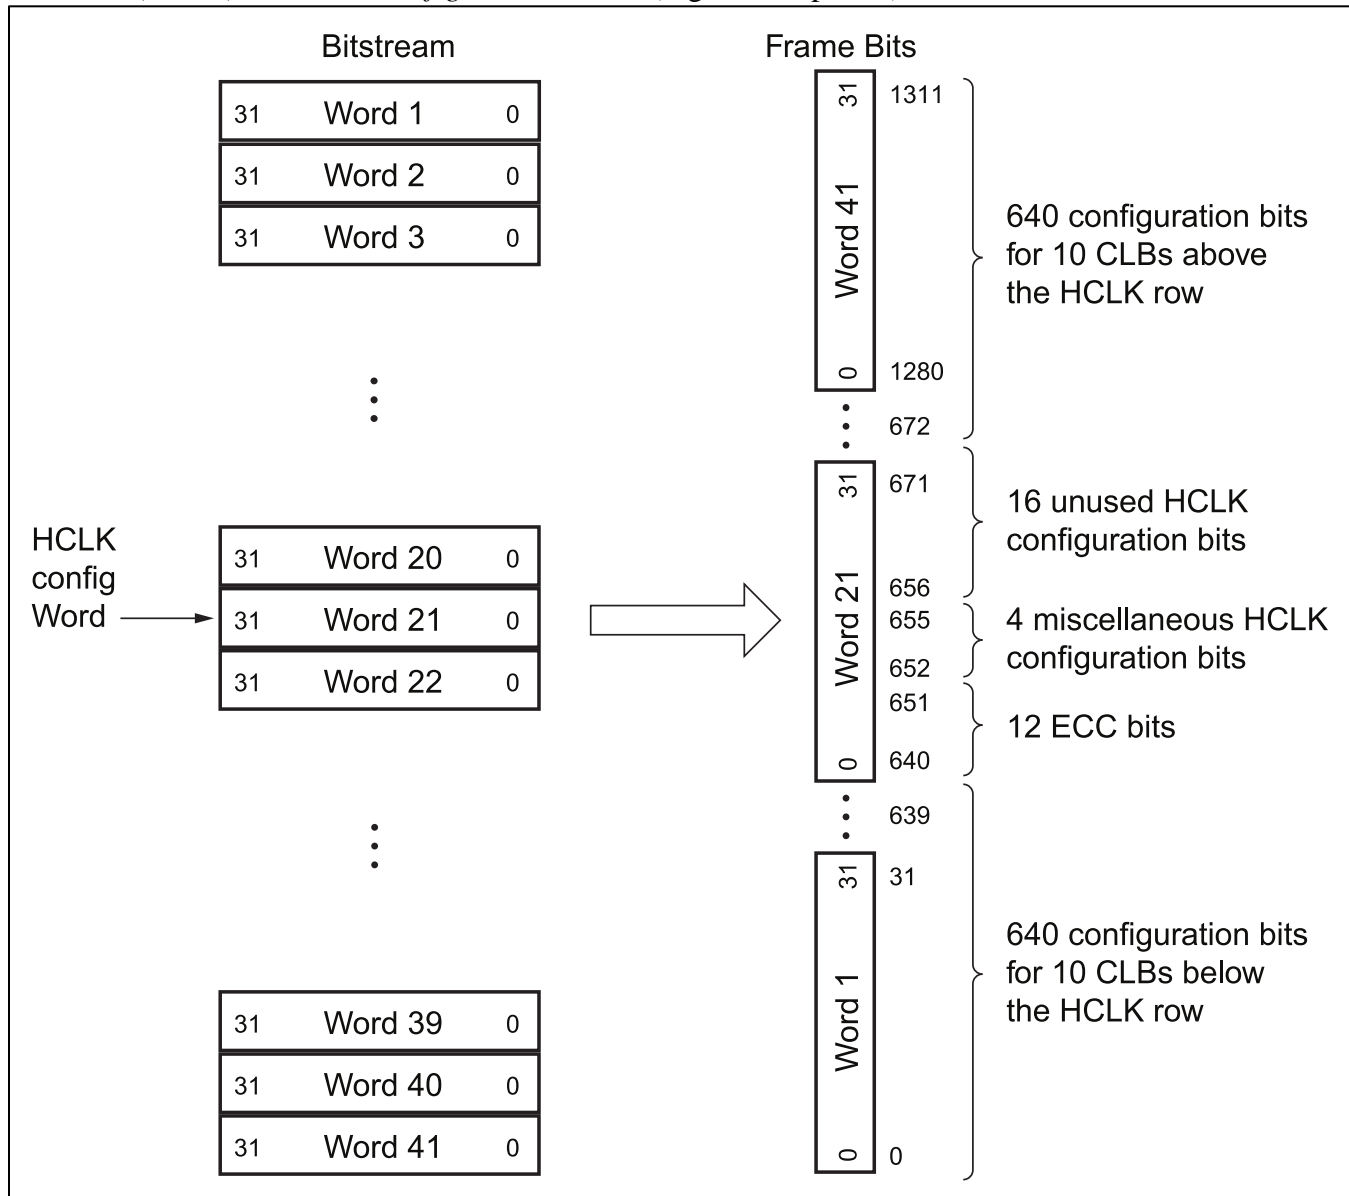 Bitstream
Frame Bits
31 Word 1 0
31 Word 2 0
31 Word 3 0
HCLK
config
Word
31 Word 20 0
31 Word 21 0
31 Word 22 0
31 Word 39 0
31 Word 40 0
31 Word 41 0
31 Word 41 0
1311
1280
672
640 configuration bits
for 10 CLBs above
the HCLK row
31 Word 21 0
671
656
655
652
651
640
16 unused HCLK
configuration bits
4 miscellaneous HCLK
configuration bits
12 ECC bits
639
31 Word 1 0
31
0
640 configuration bits
for 10 CLBs below
the HCLK row